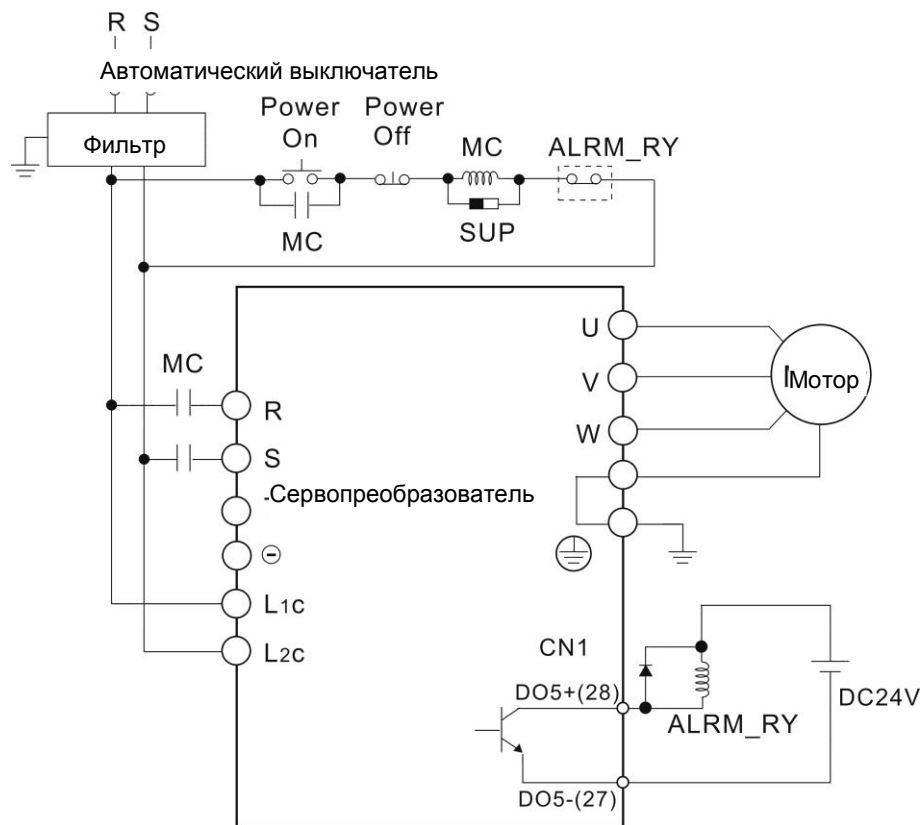 R S
Автоматический выключатель
Фильтр
Power On
Power Off
MC
ALRM_RY
MC
SUP
MC
R
S
-Сервопреобразователь
⊖
L1c
L2c
U
V
W
Мотор
CN1
DO5+(28)
DO5-(27)
ALRM_RY
DC24V